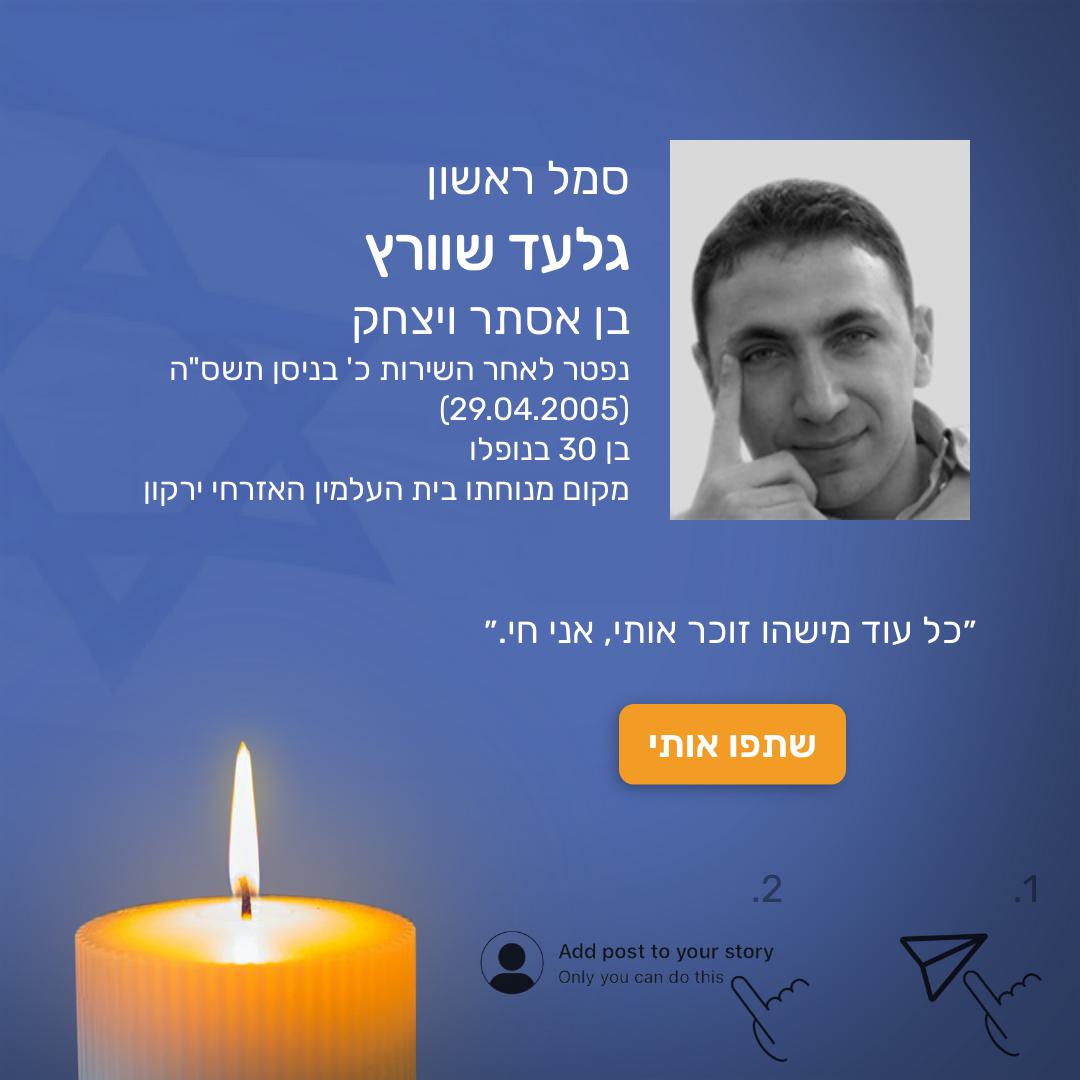 סמל ראשון
גלעד שוורץ
בן אסתר ויצחק
נפטר לאחר השירות כ' בניסן תשס"ה
(29.04.2005)
בן 30 בנופלו
מקום מנוחתו בית העלמין האזרחי ירקון
״כל עוד מישהו זוכר אותי, אני חי.״
שתפו אותי
1.
2.
Add post to your story
Only you can do this